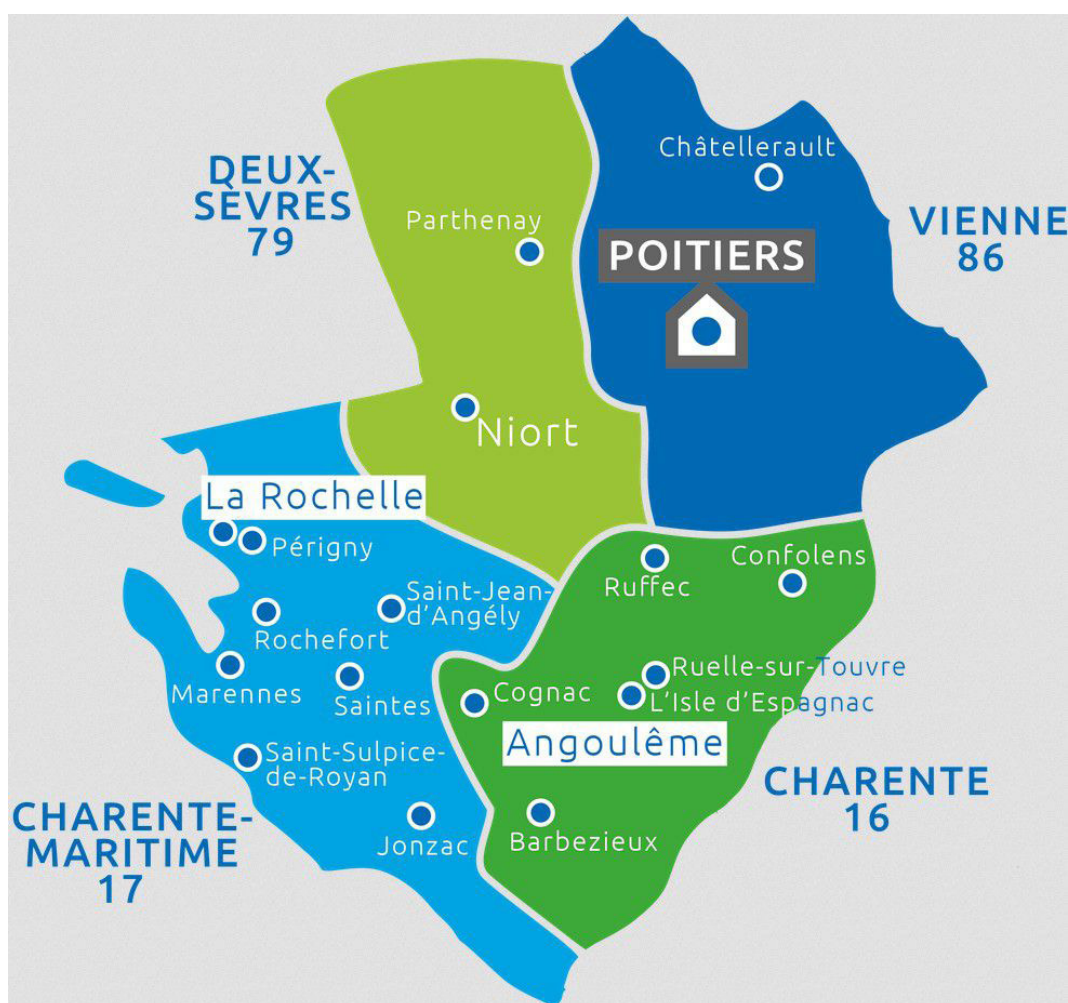 Châtellerault
DEUX-
SÈVRES
79
Parthenay
VIENNE
86
POITIERS
Niort
La Rochelle
Périgny
Ruffec
Confolens
Saint-Jean-
d'Angély
Rochefort
Marennes
Saintes
Cognac
Ruelle-sur-Touvre
L'Isle d'Espagnac
Angoulême
Saint-Sulpice-
de-Royan
CHARENTE
16
CHARENTE-
MARITIME
17
Jonzac
Barbezieux